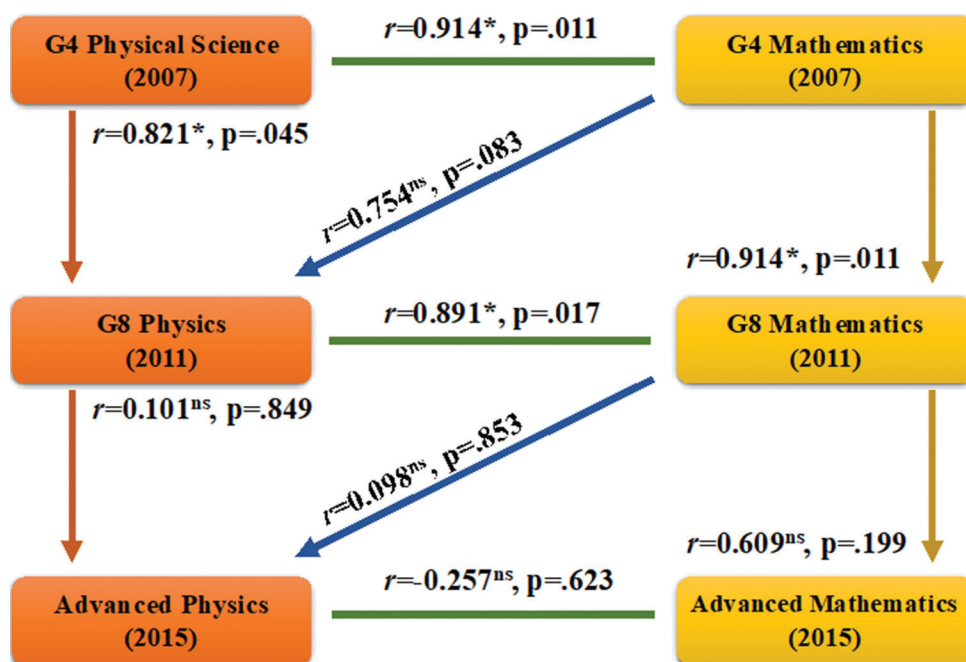 G4 Physical Science
(2007)
r=0.914*, p=.011
G4 Mathematics
(2007)
r=0.821*, p=.045
r=0.754ⁿˢ, p=.083
r=0.914*, p=.011
G8 Physics
(2011)
r=0.891*, p=.017
G8 Mathematics
(2011)
r=0.101ⁿˢ, p=.849
r=0.098ⁿˢ, p=.853
r=0.609ⁿˢ, p=.199
Advanced Physics
(2015)
r=-0.257ⁿˢ, p=.623
Advanced Mathematics
(2015)